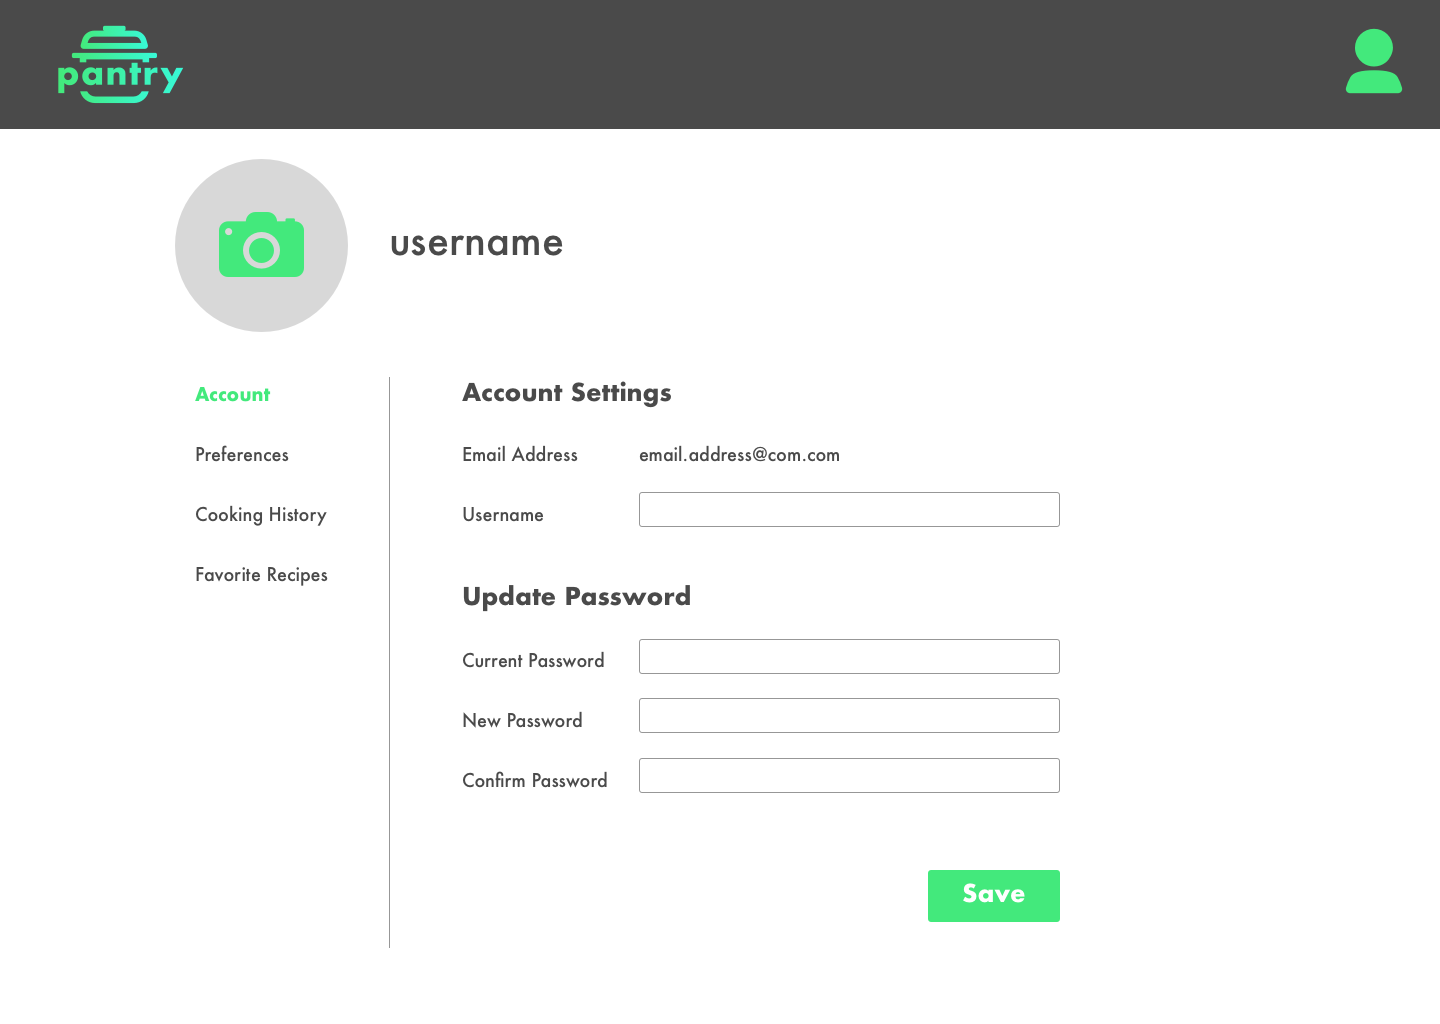 pantry
username
Account
Preferences
Cooking History
Favorite Recipes
Account Settings
Email Address email.address@com.com
Username
Update Password
Current Password
New Password
Confirm Password
Save